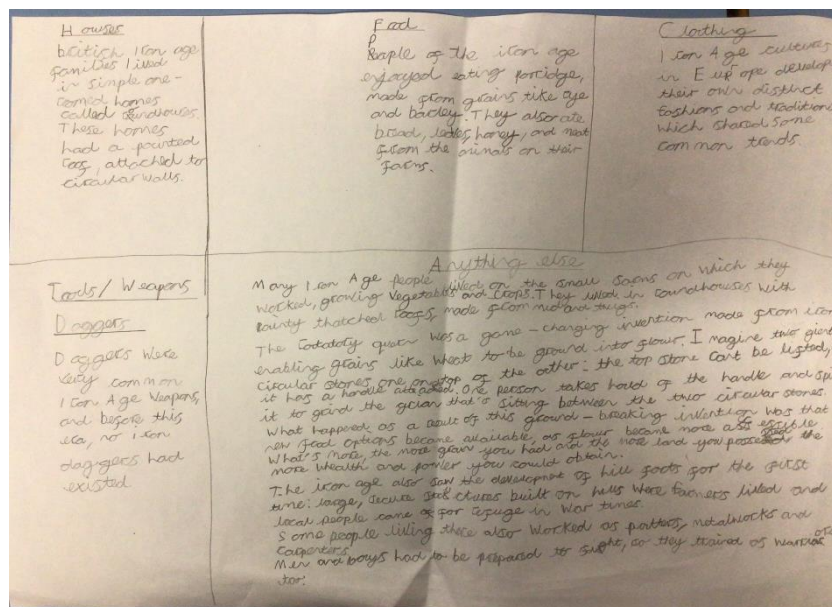 Houses
british Iron age
families lived
in simple one-
roomed homes
called roundhouses.
These homes
had a pointed
roof, attached to
circular walls.
Food
People of the iron age
enjoyed eating porridge,
made from grains like rye
and barley. They also ate
bread, honey, and meat
from the animals on their
farms.
Clothing
Iron Age cultures
in Europe develop
their own distinct
fashions and tradition
which shared some
common trends.
Tools/Weapons
Daggers
Daggers were
very common
Iron Age Weapons,
and before this
era, no iron
daggers had
existed
Anything else
Many Iron Age people lived on the small farms on which they
worked, growing vegetables and crops. They lived in roundhouses with
pointy thatched roofs, made from mud and twigs.
The rotatory quern was a game-changing invention made from iron
enabling grains like wheat to be ground into flour. Imagine two giant
circular stones one on top of the other: the top stone can't be lifted,
it has a handle attached. One person takes hold of the handle and spi
it to grind the grian that's sitting between the two circular stones.
What happened as a result of this ground-breaking invention was that
new food options became available, as flower became more
What's more, the more grain you had and the more land you the
more wealth and power you could obtain.
The iron age also saw the development of hill forts for the first
time: large, secure built on hills where farmers lived and
local people came for refuge in war times.
Some people living there also worked as potters, metalworks and
carpenters.
Men and boys had to be prepared to fight, so they trained as warriors
too.